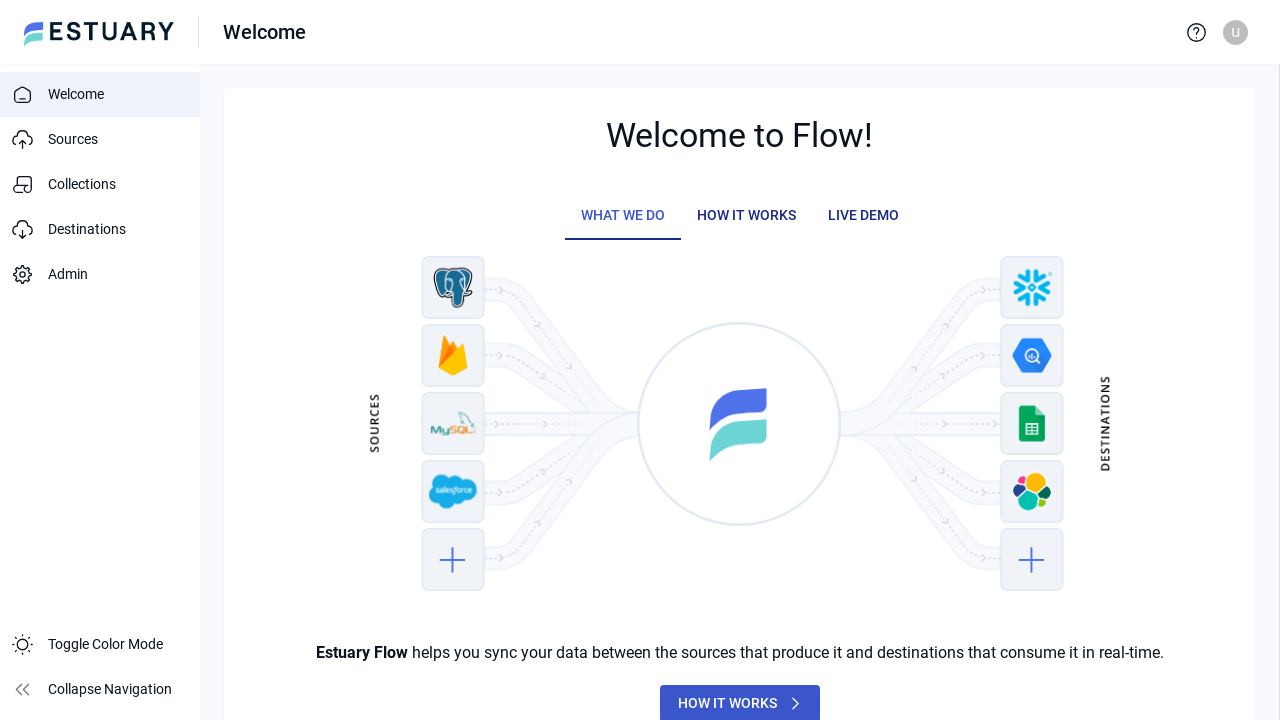 ESTUARY
Welcome
u
Welcome
Sources
Collections
Destinations
Admin
Toggle Color Mode
Collapse Navigation
Welcome to Flow!
WHAT WE DO
HOW IT WORKS
LIVE DEMO
SOURCES
MySQL
salesforce
DESTINATIONS
Estuary Flow helps you sync your data between the sources that produce it and destinations that consume it in real-time.
HOW IT WORKS